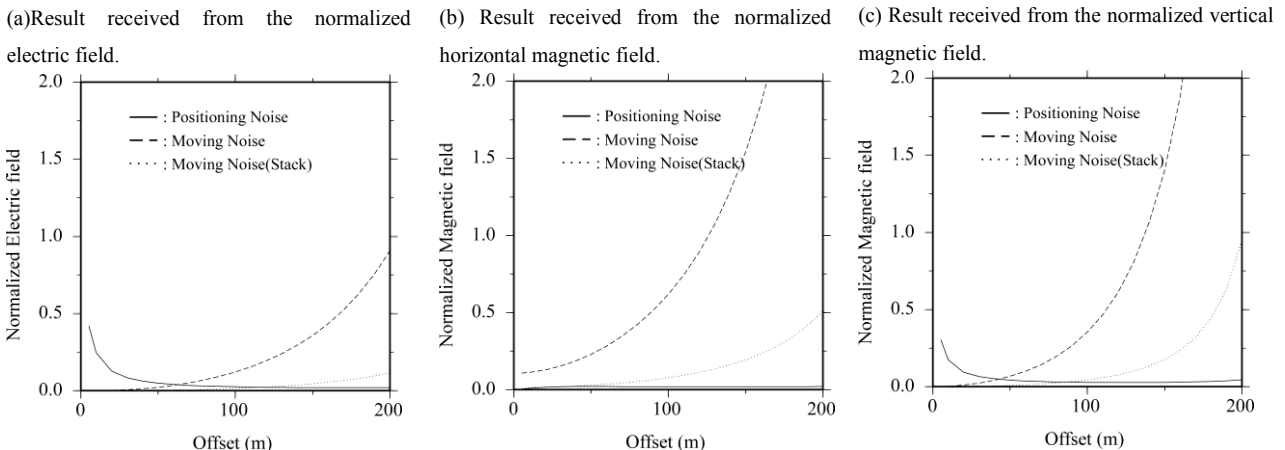 (a)Result received from the normalized
electric field.
2.0
1.5
1.0
0.5
0.0
0
100
200
Normalized Electric field
Offset (m)
: Positioning Noise
: Moving Noise
: Moving Noise(Stack)
(b) Result received from the normalized
horizontal magnetic field.
2.0
1.5
1.0
0.5
0.0
0
100
200
Normalized Magnetic field
Offset (m)
: Positioning Noise
: Moving Noise
: Moving Noise(Stack)
(c) Result received from the normalized vertical
magnetic field.
2.0
1.5
1.0
0.5
0.0
0
100
200
Normalized Magnetic field
Offset (m)
: Positioning Noise
: Moving Noise
: Moving Noise(Stack)